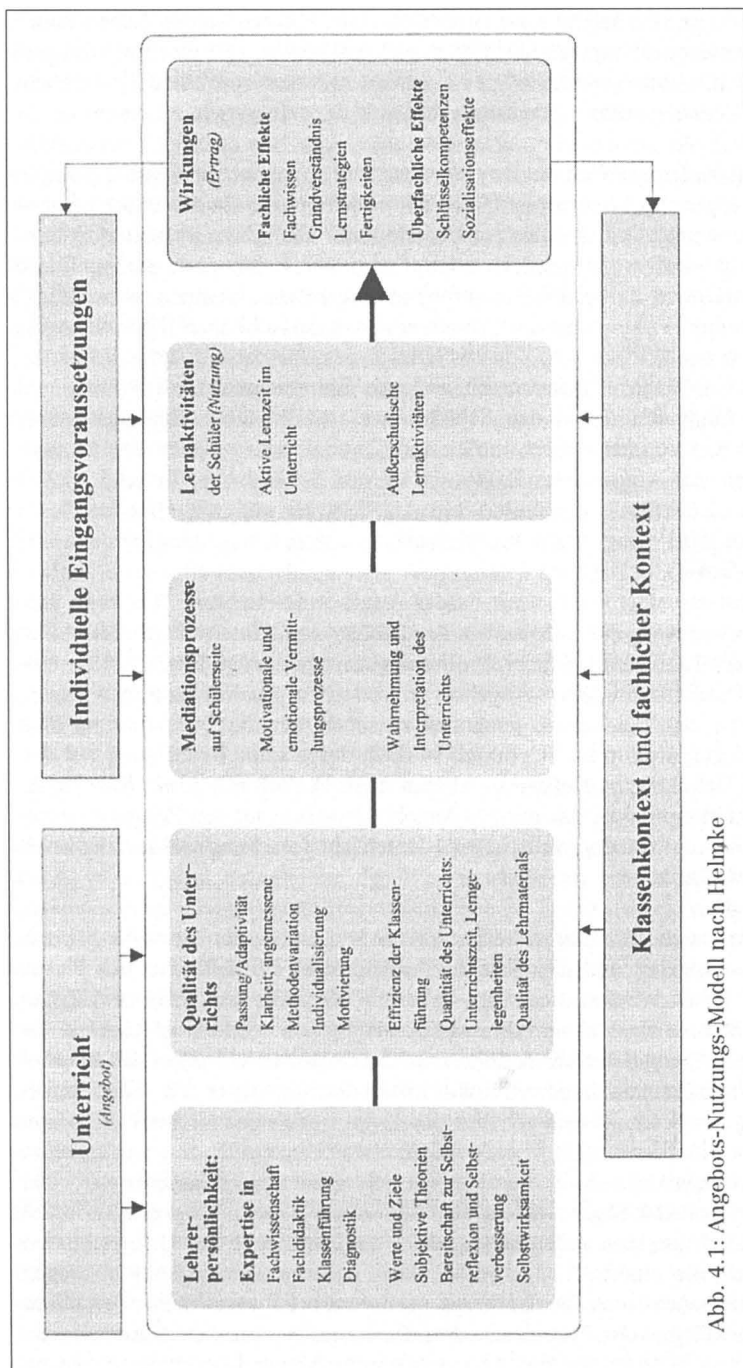 Unterricht
(Angebot)
Individuelle Eingangsvoraussetzungen
Lehrer-
persönlichkeit:
Expertise in
Fachwissenschaft
Fachdidaktik
Klassenführung
Diagnostik
Werte und Ziele
Subjektive Theorien
Bereitschaft zur Selbst-
reflexion und Selbst-
verbesserung
Selbstwirksamkeit
Qualität des Unter-
richts
Passung/Adaptivität
Klarheit; angemessene
Methodenvariation
Individualisierung
Motivierung
Effizienz der Klassen-
führung
Quantität des Unterrichts:
Unterrichtszeit, Lernge-
legenheiten
Qualität des Lehrmaterials
Mediationsprozesse
auf Schülerseite
Motivationale und
emotionale Vermitt-
lungsprozesse
Wahrnehmung und
Interpretation des
Unterrichts
Lernaktivitäten
der Schüler (Nutzung)
Aktive Lernzeit im
Unterricht
Außerschulische
Lernaktivitäten
Wirkungen
(Ertrag)
Fachliche Effekte
Fachwissen
Grundverständnis
Lernstrategien
Fertigkeiten
Überfachliche Effekte
Schlüsselkompetenzen
Sozialisationseffekte
Klassenkontext und fachlicher Kontext
Abb. 4.1: Angebots-Nutzungs-Modell nach Helmke